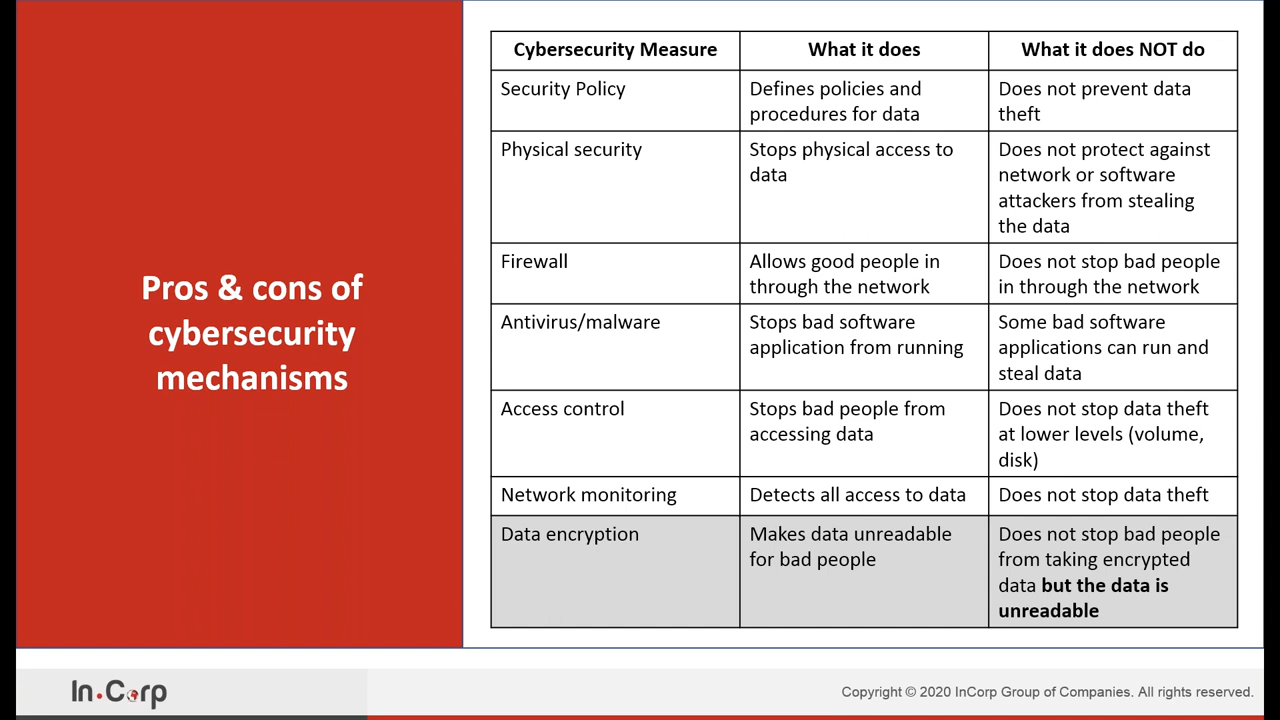 Pros & cons of
cybersecurity
mechanisms
Cybersecurity Measure
What it does
What it does NOT do
Security Policy
Defines policies and
procedures for data
Does not prevent data
theft
Physical security
Stops physical access to
data
Does not protect against
network or software
attackers from stealing
the data
Firewall
Allows good people in
through the network
Does not stop bad people
in through the network
Antivirus/malware
Stops bad software
application from running
Some bad software
applications can run and
steal data
Access control
Stops bad people from
accessing data
Does not stop data theft
at lower levels (volume,
disk)
Network monitoring
Detects all access to data
Does not stop data theft
Data encryption
Makes data unreadable
for bad people
Does not stop bad people
from taking encrypted
data but the data is
unreadable
In.Corp
Copyright © 2020 InCorp Group of Companies. All rights reserved.